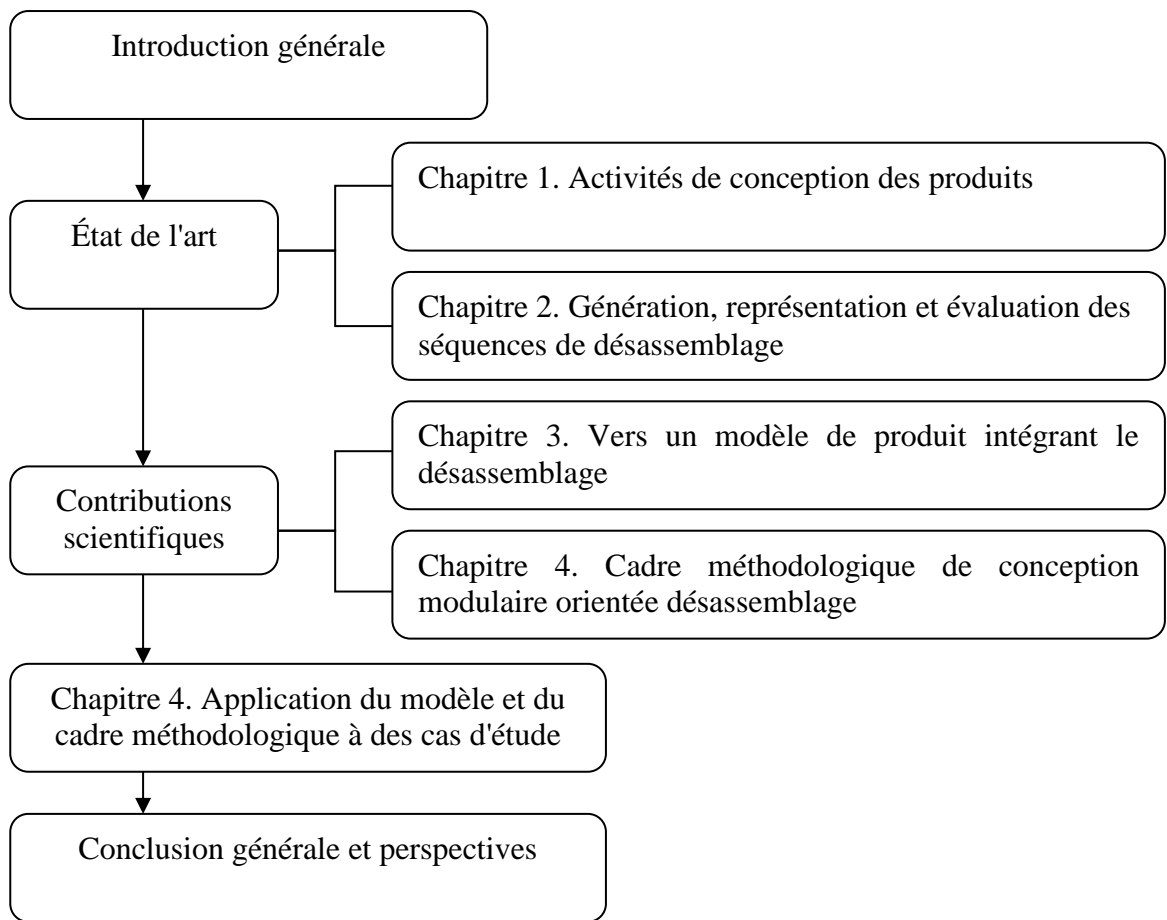 Introduction générale
Chapitre 1. Activités de conception des produits
État de l'art
Chapitre 2. Génération, représentation et évaluation des
séquences de désassemblage
Chapitre 3. Vers un modèle de produit intégrant le
désassemblage
Contributions
scientifiques
Chapitre 4. Cadre méthodologique de conception
modulaire orientée désassemblage
Chapitre 4. Application du modèle et du
cadre méthodologique à des cas d'étude
Conclusion générale et perspectives